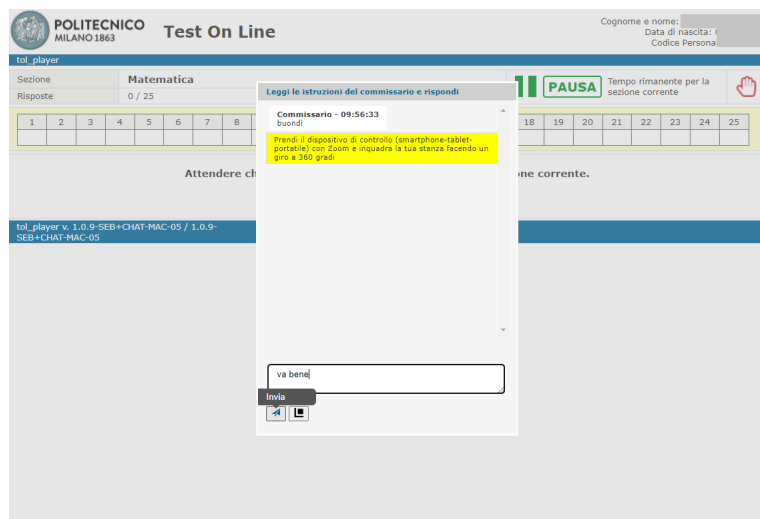 POLITECNICO
MILANO 1863
Test On Line
Cognome e nome:
Data di nascita:
Codice Persona
tol_player
Sezione
Matematica
Risposte
0 / 25
PAUSA
Tempo rimanente per la
sezione corrente
1 2 3 4 5 6 7 8 18 19 20 21 22 23 24 25
Attendere ch
ne corrente.
tol_player v. 1.0.9-SEB+CHAT-MAC-05 / 1.0.9-
SEB+CHAT-MAC-05
Leggi le istruzioni del commissario e rispondi
Commissario - 09:56:33
buondi
Prendi il dispositivo di controllo (smartphone-tablet-
portatile) con Zoom e inquadra la tua stanza facendo un
giro a 360 gradi
va bene
Invia